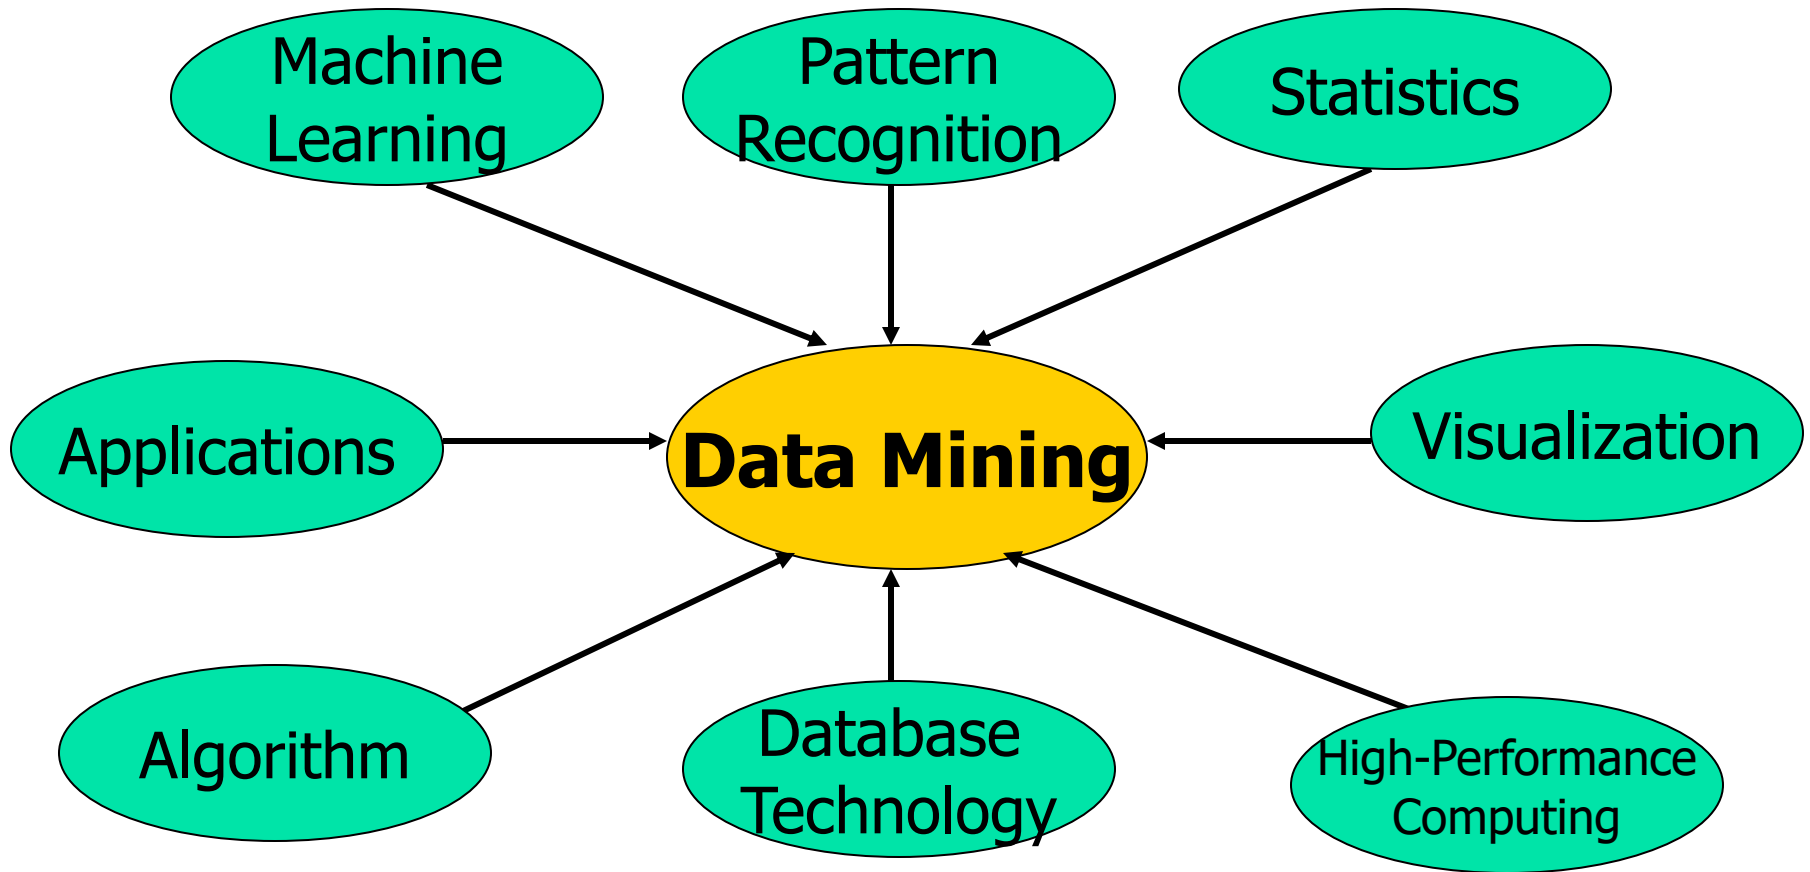 Machine
Learning
Pattern
Recognition
Statistics
Applications
Data Mining
Visualization
Algorithm
Database
Technology
High-Performance
Computing